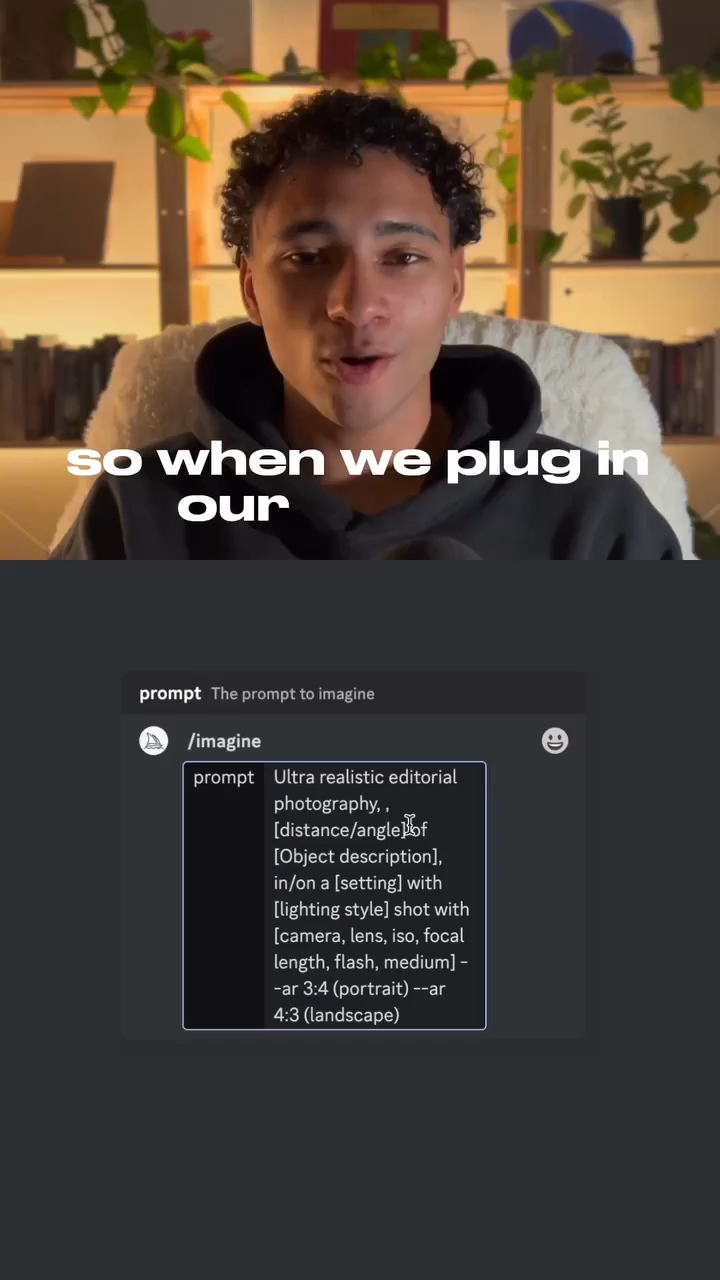 so when we plug in
our
prompt The prompt to imagine
/imagine
prompt Ultra realistic editorial
photography, ,
[distance/angle] of
[Object description],
in/on a [setting] with
[lighting style] shot with
[camera, lens, iso, focal
length, flash, medium] -
-ar 3:4 (portrait) --ar
4:3 (landscape)